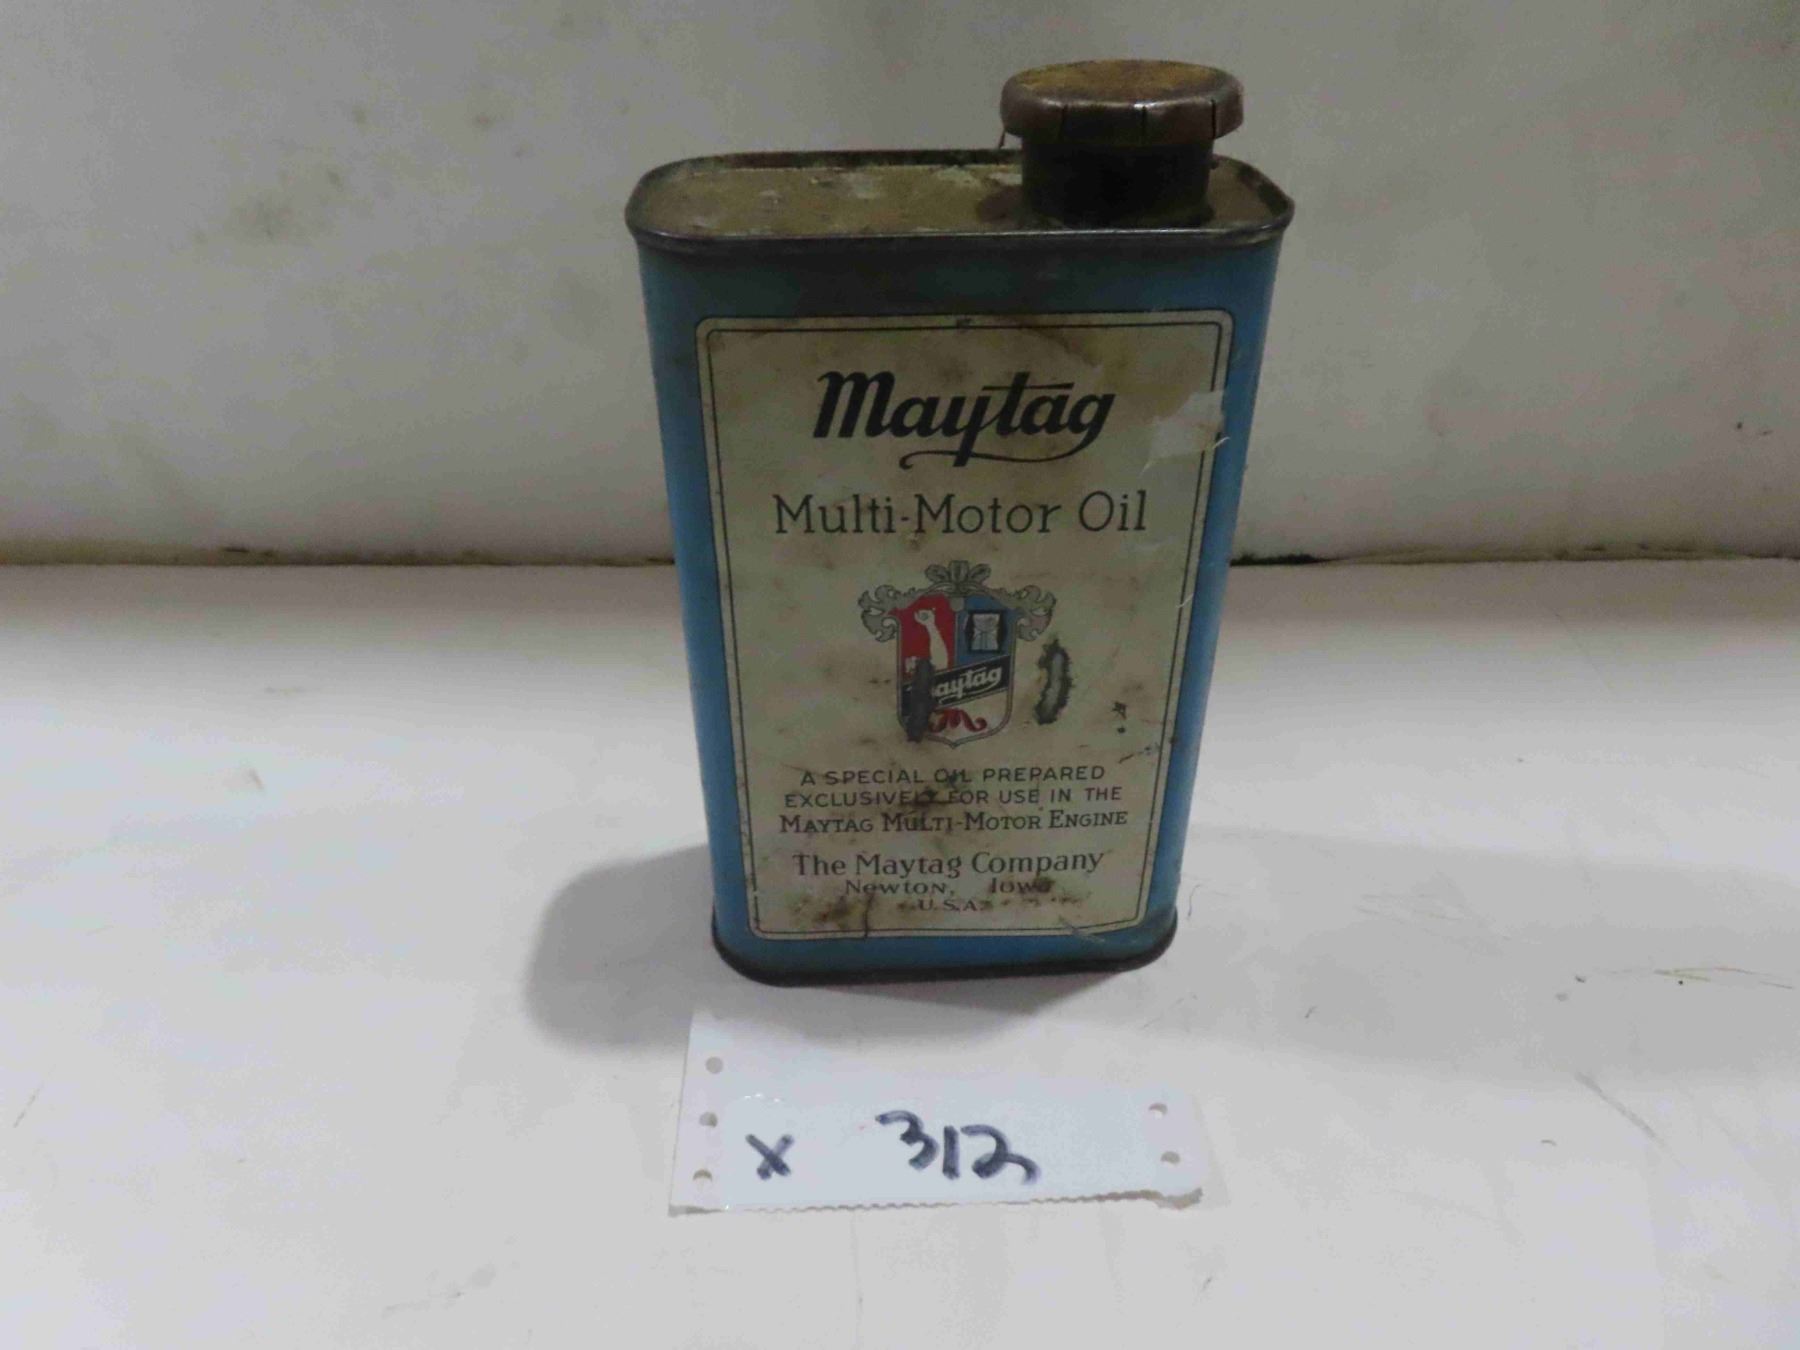 Maytag
Multi-Motor Oil
Maytag
M
A SPECIAL OIL PREPARED
EXCLUSIVELY FOR USE IN THE
MAYTAG MULTI-MOTOR ENGINE
The Maytag Company
Newton, Iowa
U.S.A.
x 312